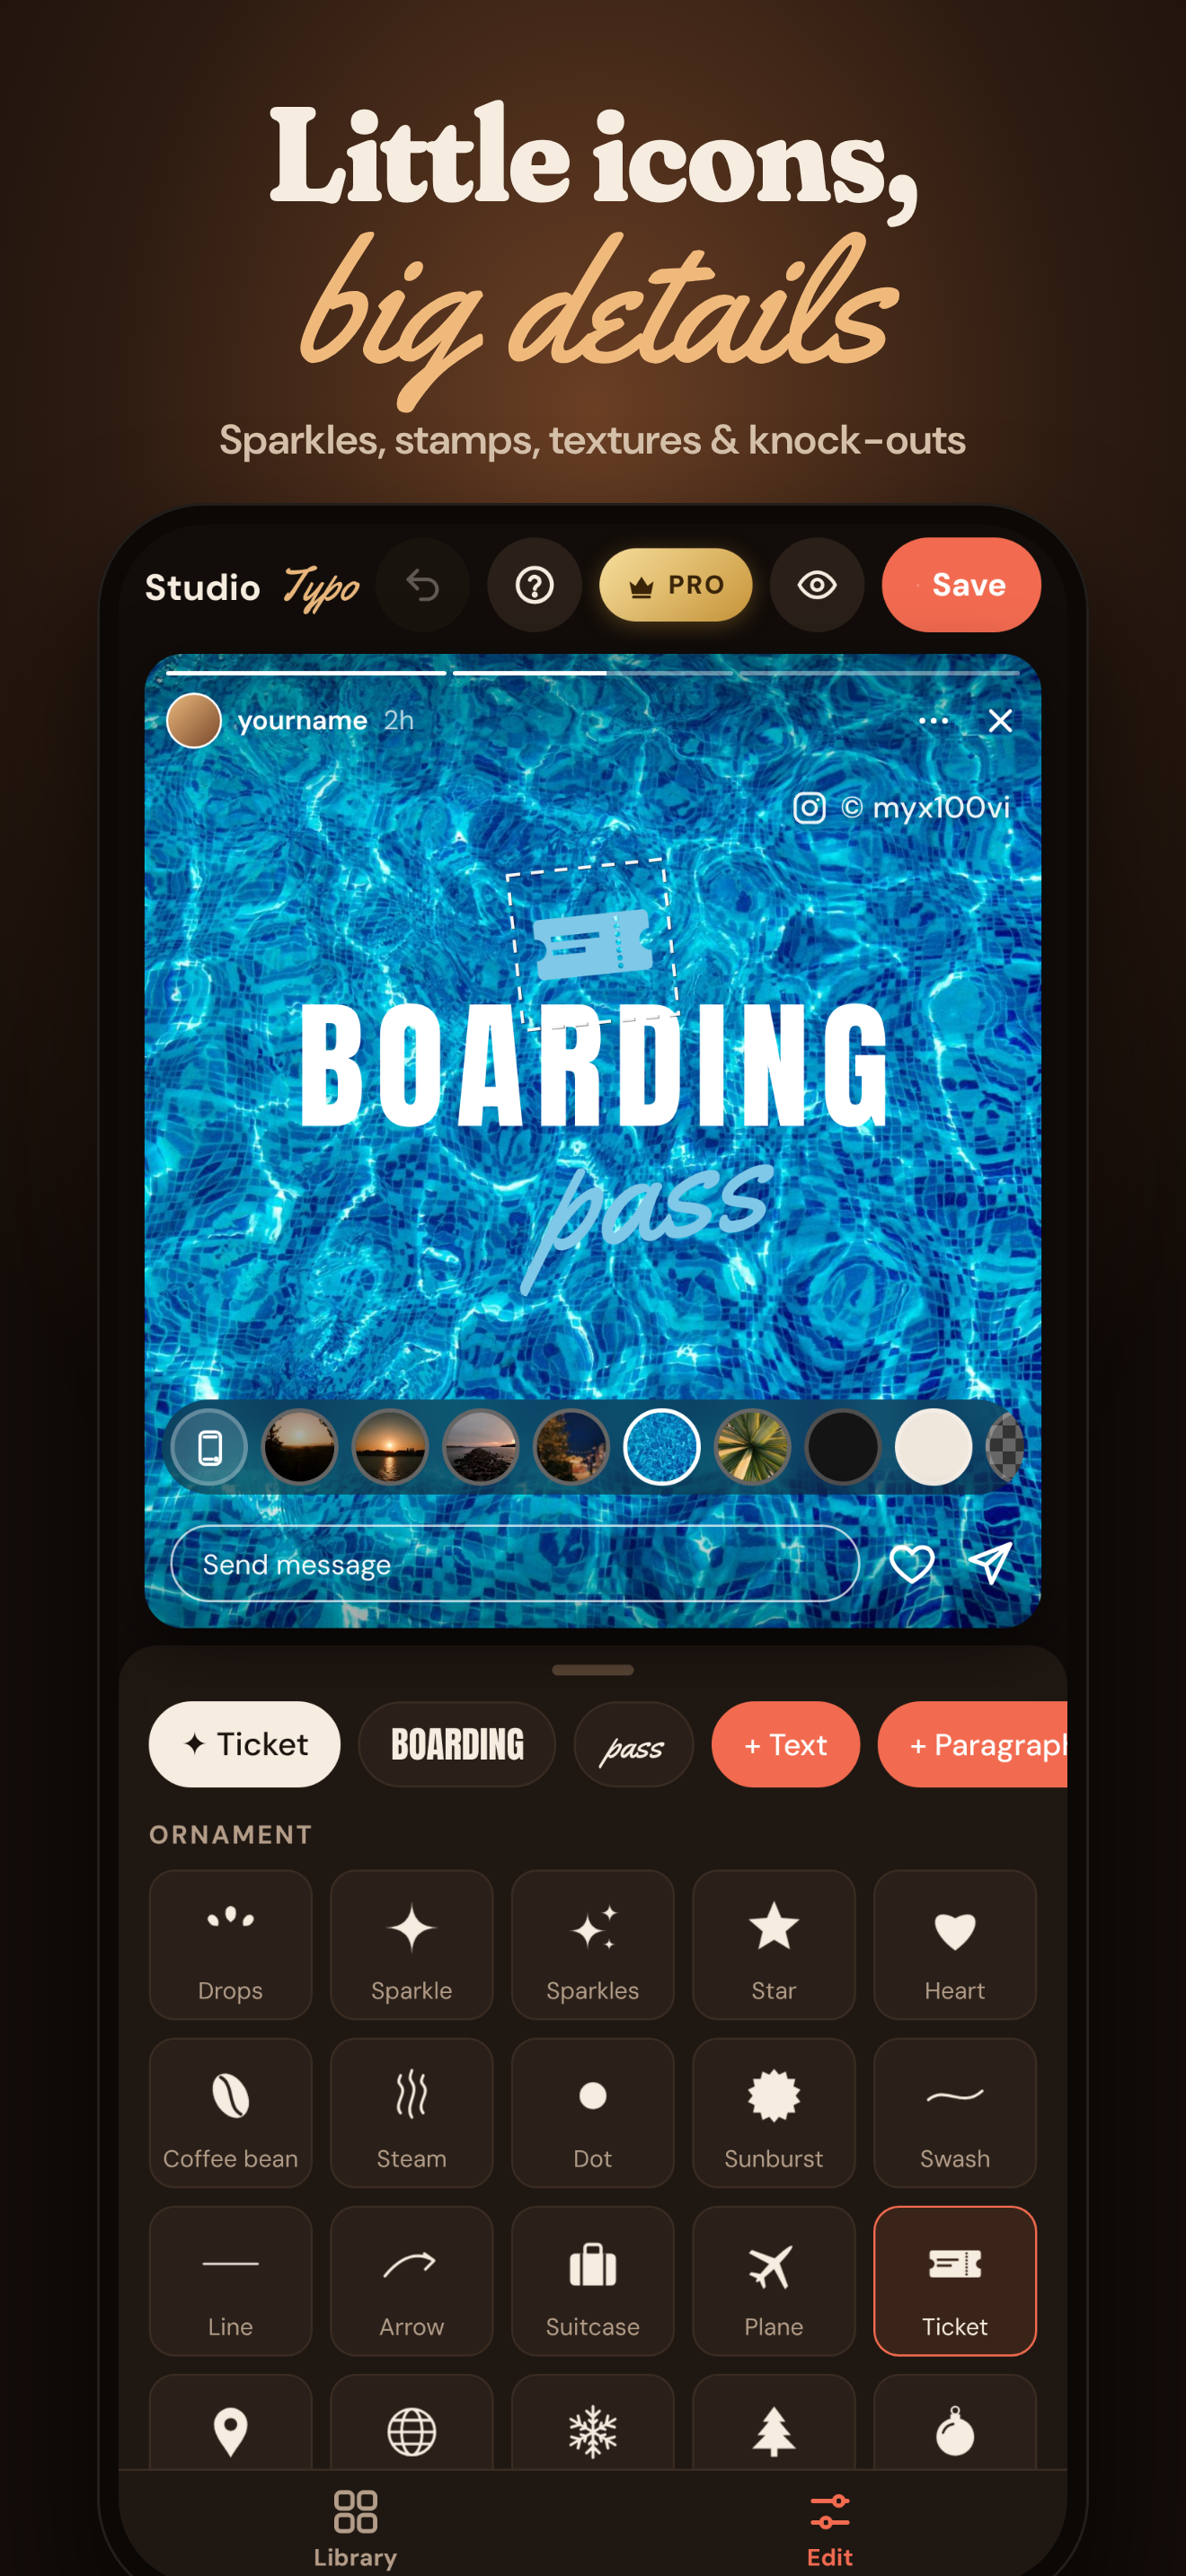 Little icons,
big details
Sparkles, stamps, textures & knock-outs
Studio Typo PRO Save
yourname 2h
© myx100vi
BOARDING
pass
Send message
✦ Ticket BOARDING pass + Text + Paragraph
ORNAMENT
Drops Sparkle Sparkles Star Heart
Coffee bean Steam Dot Sunburst Swash
Line Arrow Suitcase Plane Ticket
Library Edit